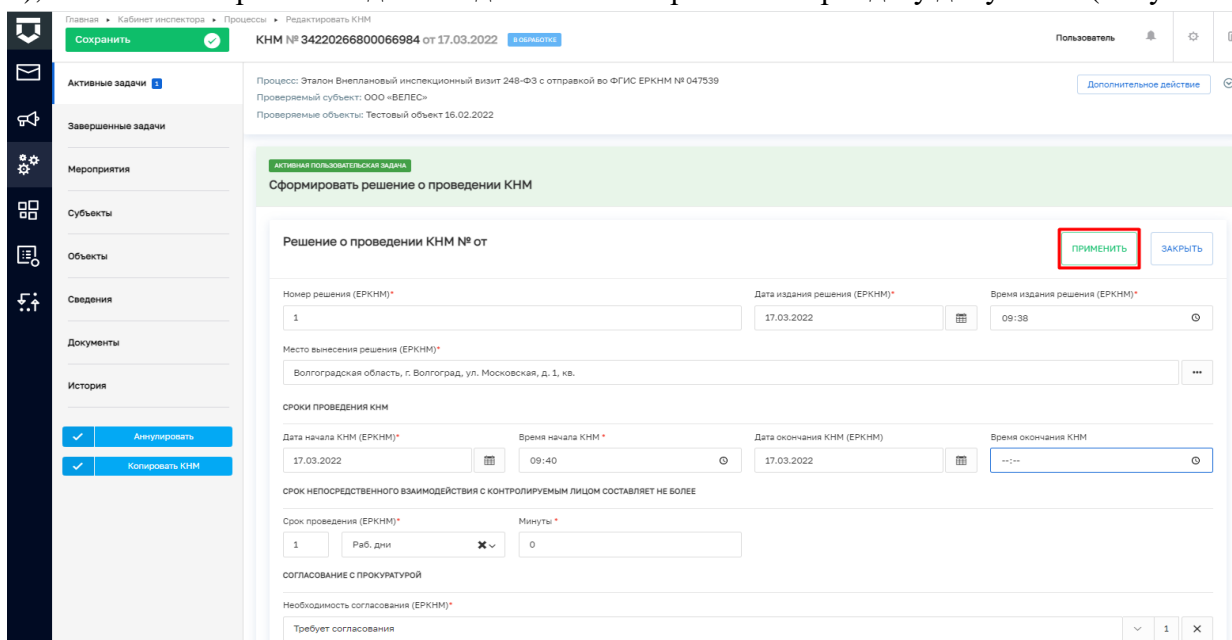 Главная ▸ Кабинет инспектора ▸ Процессы ▸ Редактировать КНМ
Сохранить
КНМ № 34220266800066984 от 17.03.2022 В ОБРАБОТКЕ
Пользователь
Активные задачи 1
Завершенные задачи
Мероприятия
Субъекты
Объекты
Сведения
Документы
История
Аннулировать
Копировать КНМ
Процесс: Эталон Внеплановый инспекционный визит 248-ФЗ с отправкой во ФГИС ЕРКНМ № 047539
Дополнительное действие
Проверяемый субъект: ООО «ВЕЛЕС»
Проверяемые объекты: Тестовый объект 16.02.2022
АКТИВНАЯ ПОЛЬЗОВАТЕЛЬСКАЯ ЗАДАЧА
Сформировать решение о проведении КНМ
Решение о проведении КНМ № от
ПРИМЕНИТЬ
ЗАКРЫТЬ
Номер решения (ЕРКНМ)* Дата издания решения (ЕРКНМ)* Время издания решения (ЕРКНМ)*
1 17.03.2022 09:38
Место вынесения решения (ЕРКНМ)*
Волгоградская область, г. Волгоград, ул. Московская, д. 1, кв.
СРОКИ ПРОВЕДЕНИЯ КНМ
Дата начала КНМ (ЕРКНМ)* Время начала КНМ * Дата окончания КНМ (ЕРКНМ) Время окончания КНМ
17.03.2022 09:40 17.03.2022 --:--
СРОК НЕПОСРЕДСТВЕННОГО ВЗАИМОДЕЙСТВИЯ С КОНТРОЛИРУЕМЫМ ЛИЦОМ СОСТАВЛЯЕТ НЕ БОЛЕЕ
Срок проведения (ЕРКНМ)* Минуты *
1 Раб. дни 0
СОГЛАСОВАНИЕ С ПРОКУРАТУРОЙ
Необходимость согласования (ЕРКНМ)*
Требует согласования 1